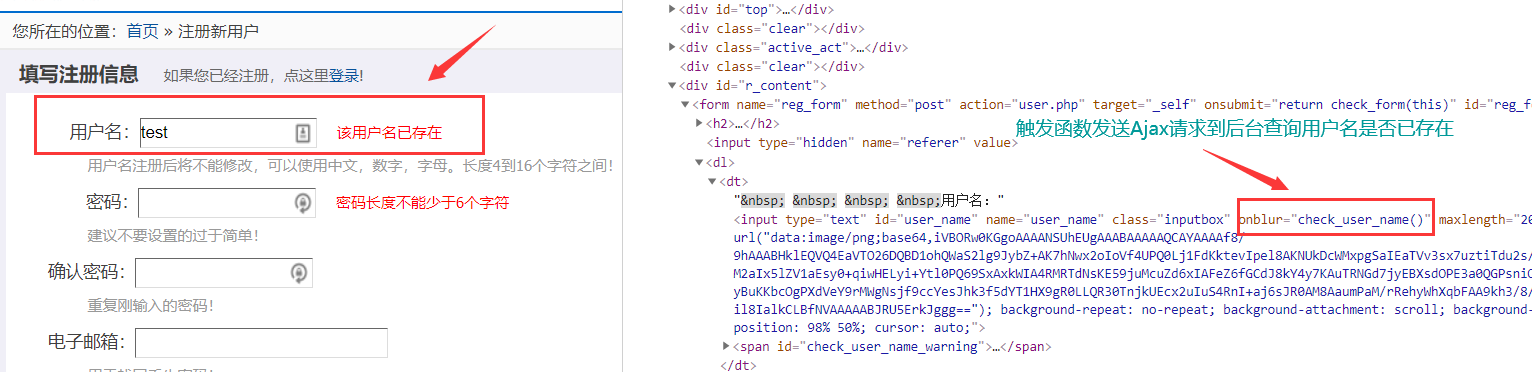 您所在的位置：首页 » 注册新用户
填写注册信息 如果您已经注册，点这里登录!
用户名: test 该用户名已存在
用户名注册后将不能修改，可以使用中文，数字，字母。长度4到16个字符之间!
密码: 密码长度不能少于6个字符
建议不要设置的过于简单!
确认密码:
重复刚输入的密码!
电子邮箱:
<div id="top">…</div>
<div class="clear"></div>
<div class="active_act">…</div>
<div class="clear"></div>
<div id="r_content">
<form name="reg_form" method="post" action="user.php" target="_self" onsubmit="return check_form(this)" id="reg_f
<h2>…</h2>
触发函数发送Ajax请求到后台查询用户名是否已存在
<input type="hidden" name="referer" value>
<dl>
<dt>
"&nbsp; &nbsp; &nbsp; &nbsp;用户名："
<input type="text" id="user_name" name="user_name" class="inputbox" onblur="check_user_name()" maxlength="20
url("data:image/png;base64,iVBORw0KGgoAAAANSUhEUgAAABAAAAAQCAYAAAAf8/
9hAAABHklEQVQ4EaVTO26DQBD1ohQWaS2lg9JybZ+AK7hNwx2oIoVf4UPQ0Lj1FdKktevIpel8AKNUkDcWMxpgSaIEaTVv3sx7uztiTdu2s/
M2aIx5lZV1aEsy0+qiwHELyi+Ytl0PQ69SxAxkWIA4RMRTdNsKE59juMcuZd6xIAFeZ6fGCdJ8kY4y7KAuTRNGd7jyEBXsdOPE3a0QGPsniO
yBuKKbcOgPXdVeY9rMWgNsjf9ccYesJhk3f5dYT1HX9gR0LLQR30TnjkUEcx2uIuS4RnI+aj6sJR0AM8AaumPaM/rRehyWhXqbFAA9kh3/8/
il8IalkCLBfNVAAAAABJRU5ErkJggg=="); background-repeat: no-repeat; background-attachment: scroll; background-
position: 98% 50%; cursor: auto;">
<span id="check_user_name_warning">…</span>
</dt>